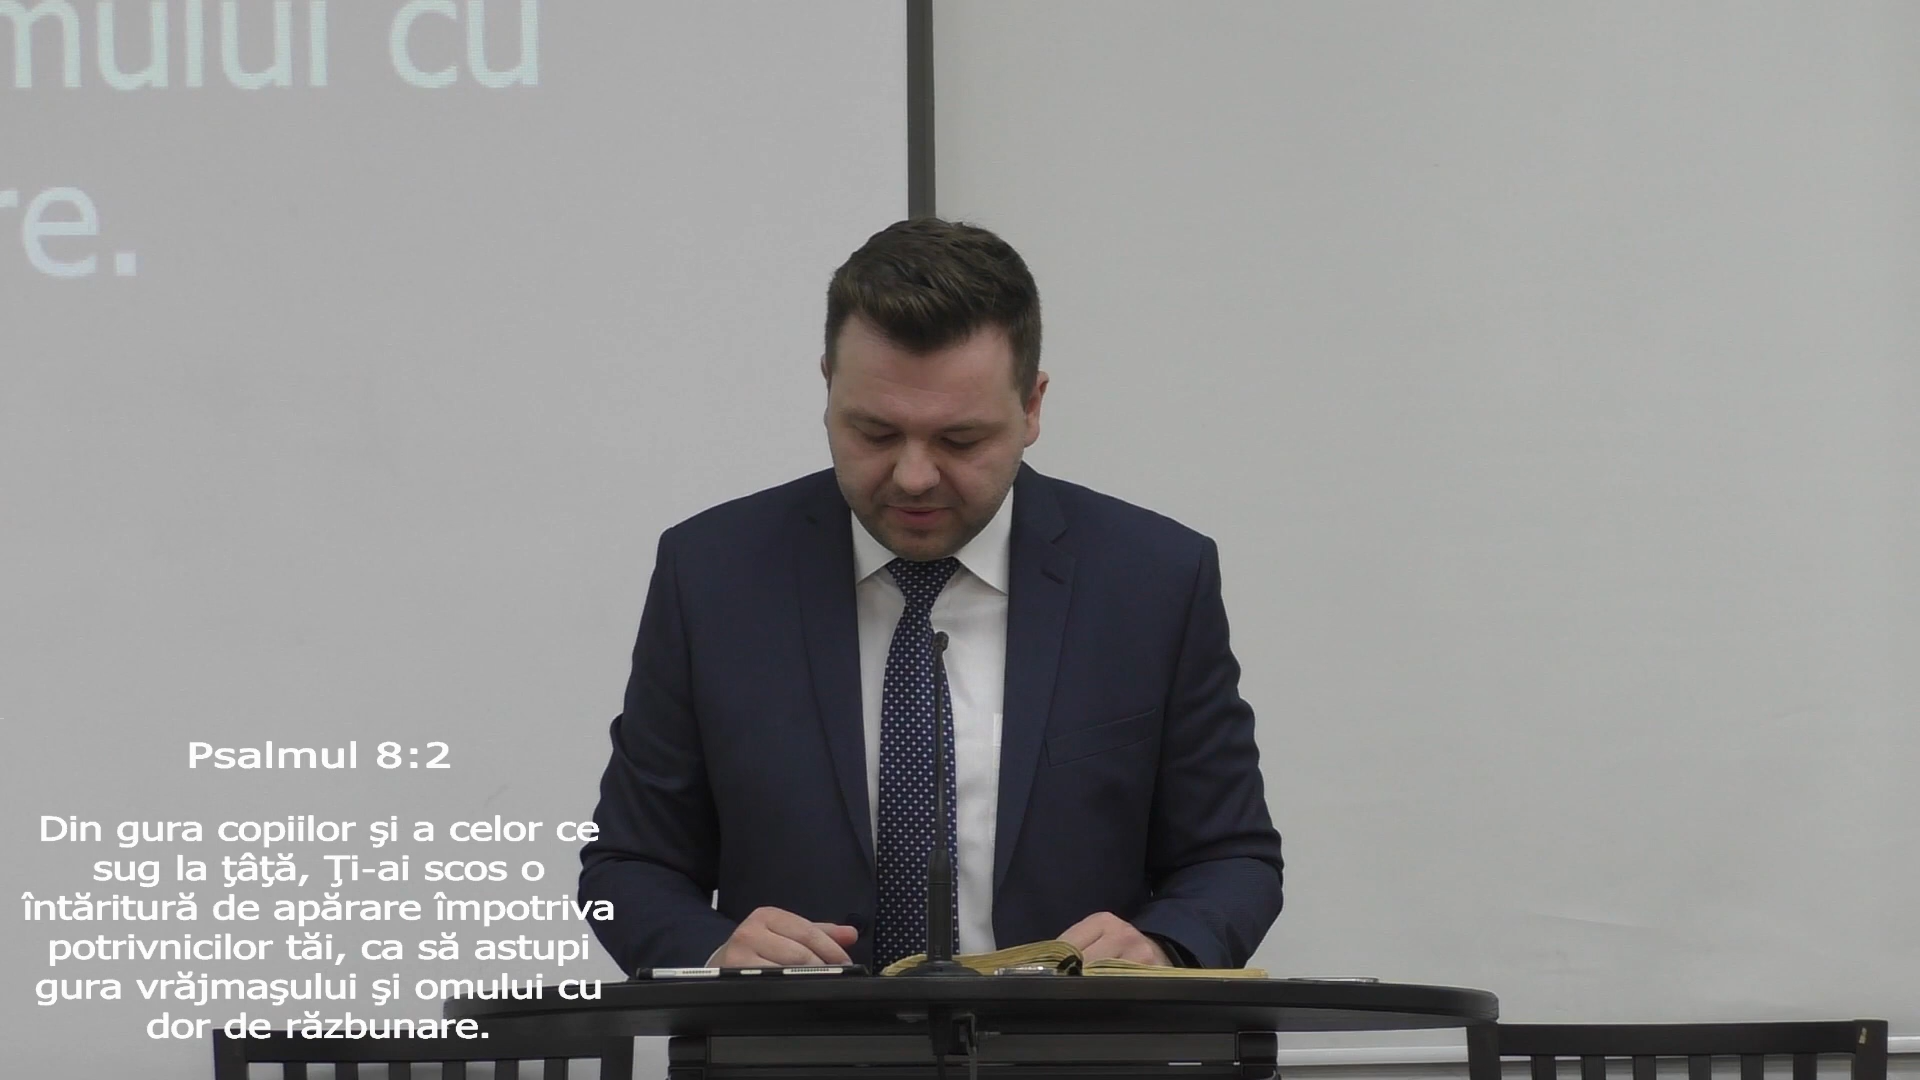 mului cu
re.
Psalmul 8:2
Din gura copiilor şi a celor ce
sug la ţâţă, Ţi-ai scos o
întăritură de apărare împotriva
potrivnicilor tăi, ca să astupi
gura vrăjmaşului şi omului cu
dor de răzbunare.